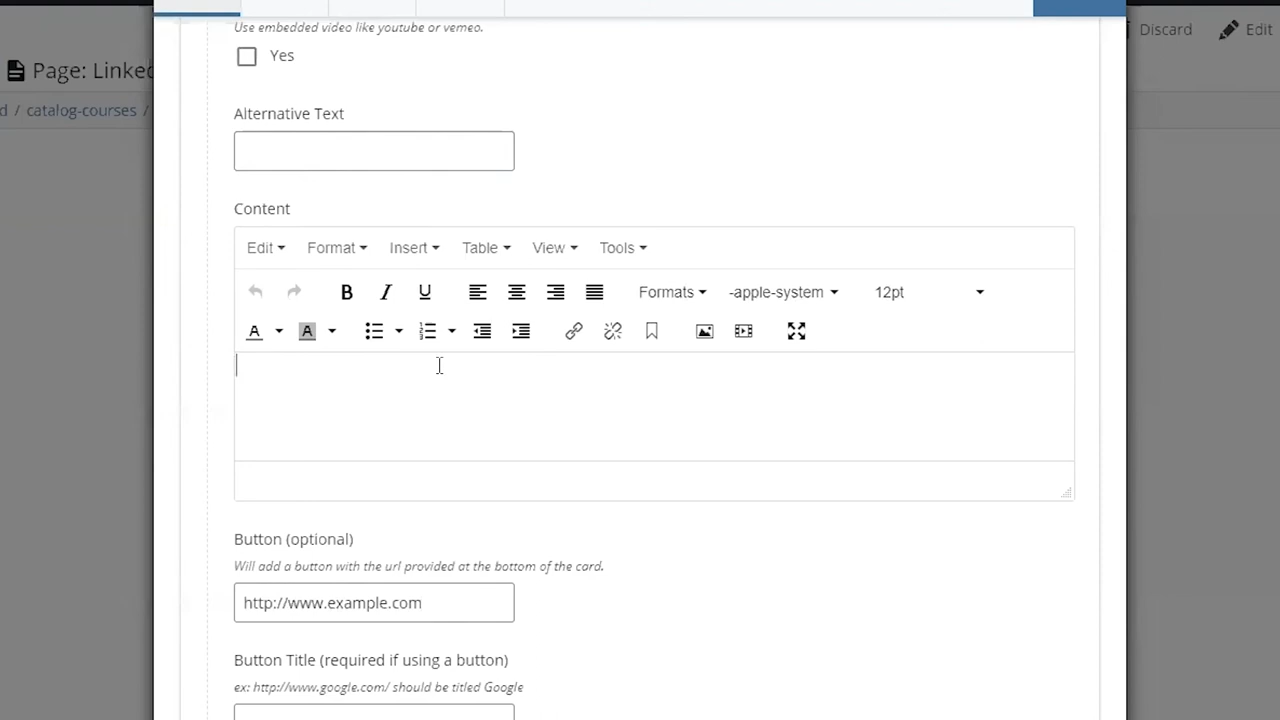 Use embedded video like youtube or vemeo.
Discard
Edit
Yes
Page: Linked
d / catalog-courses /
Alternative Text
Content
Edit Format Insert Table View Tools
B I U Formats -apple-system 12pt
A A
Button (optional)
Will add a button with the url provided at the bottom of the card.
http://www.example.com
Button Title (required if using a button)
ex: http://www.google.com/ should be titled Google